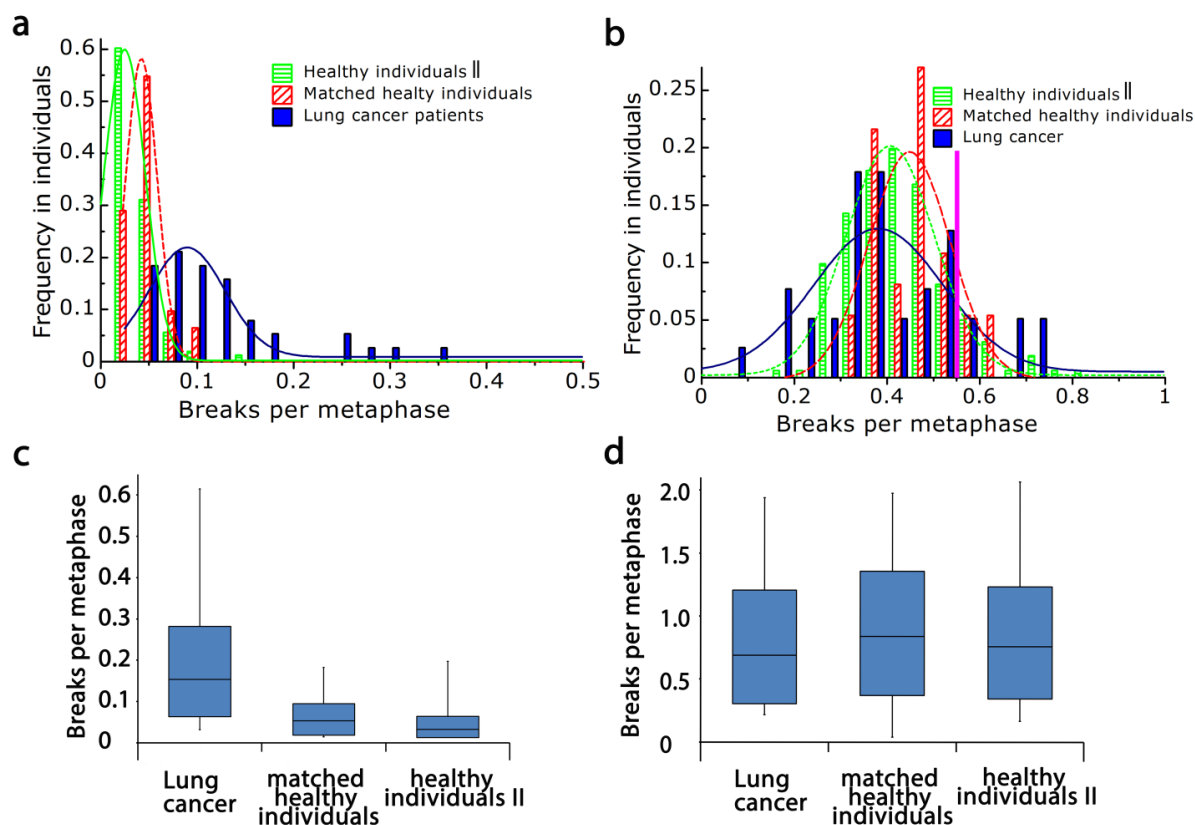 a
0.6
0.5
0.4
0.3
0.2
0.1
0
Frequency in individuals
Healthy individuals II
Matched healty individuals
Lung cancer patients
0 0.1 0.2 0.3 0.4 0.5
Breaks per metaphase
b
0.25
0.2
0.15
0.1
0.05
0
Frequency in individuals
Healthy individuals II
Matched healthy individuals
Lung cancer
0 0.2 0.4 0.6 0.8 1
Breaks per metaphase
c
0.6
0.5
0.4
0.3
0.2
0.1
0
Breaks per metaphase
Lung
cancer
matched
healthy
individuals
healthy
individuals II
d
2.0
1.5
1.0
0.5
0
Breaks per metaphase
Lung
cancer
matched
healthy
individuals
healthy
individuals II